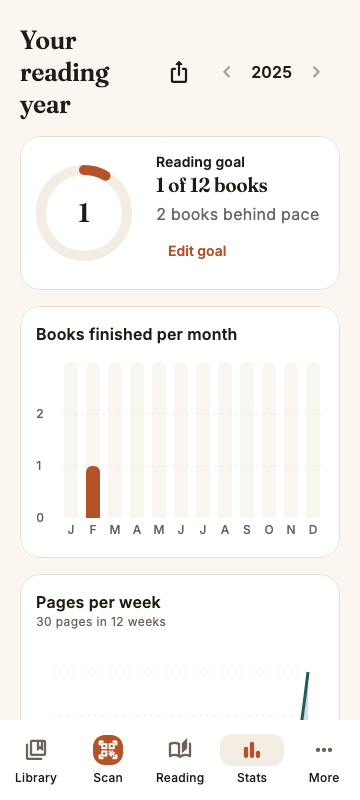 Your
reading
year
2025
Reading goal
1 of 12 books
1
2 books behind pace
Edit goal
Books finished per month
2
1
0
J F M A M J J A S O N D
Pages per week
30 pages in 12 weeks
Library Scan Reading Stats More